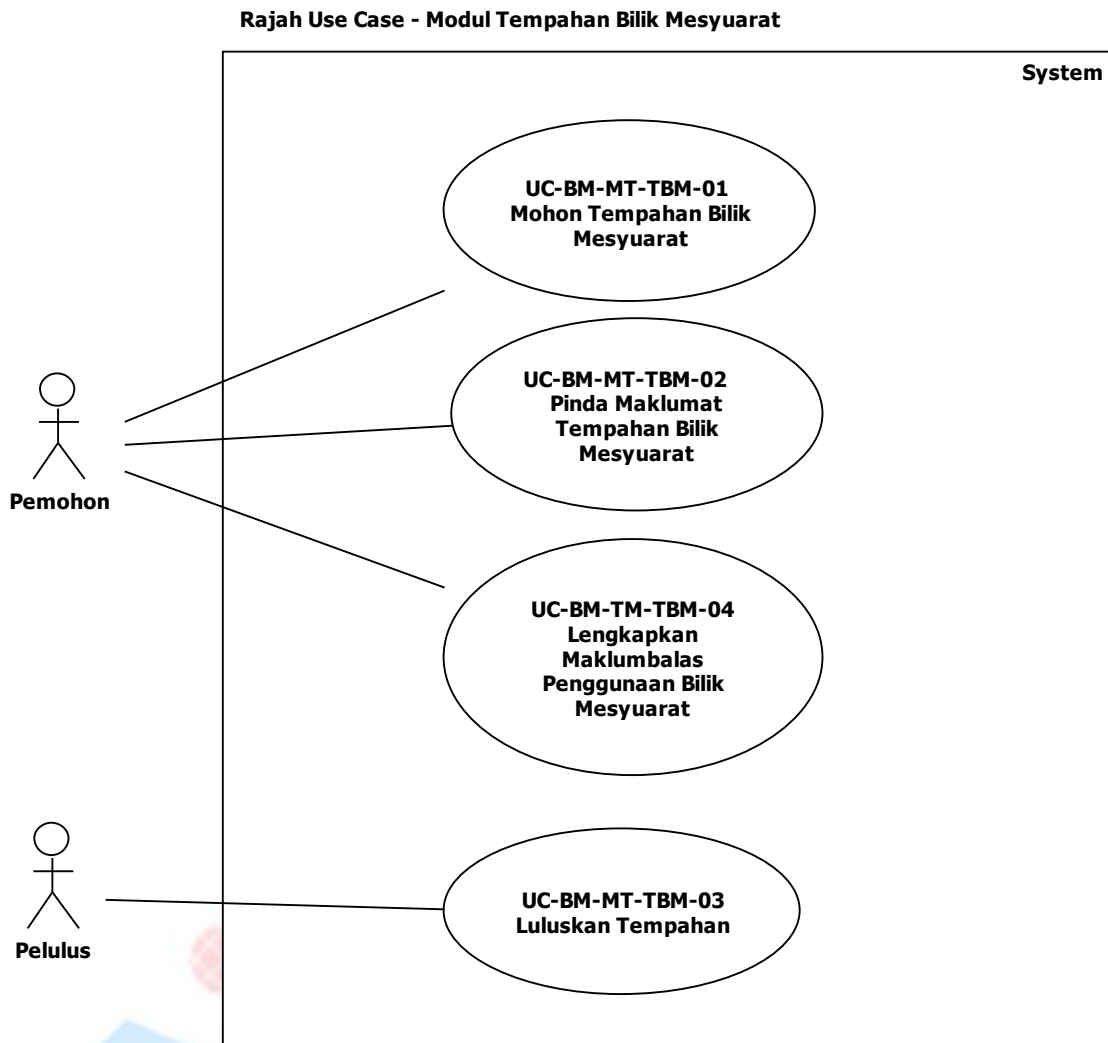 Rajah Use Case - Modul Tempahan Bilik Mesyuarat
System
UC-BM-MT-TBM-01
Mohon Tempahan Bilik
Mesyuarat
UC-BM-MT-TBM-02
Pinda Maklumat
Tempahan Bilik
Mesyuarat
Pemohon
UC-BM-TM-TBM-04
Lengkapkan
Maklumbalas
Penggunaan Bilik
Mesyuarat
UC-BM-MT-TBM-03
Luluskan Tempahan
Pelulus